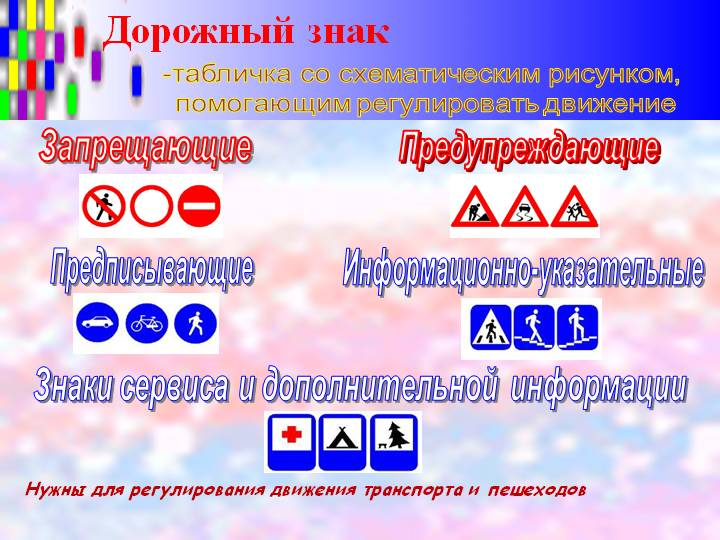 Дорожный знак
-табличка со схематическим рисунком,
помогающим регулировать движение
Запрещающие
Предупреждающие
Предписывающие
Информационно-указательные
Знаки сервиса и дополнительной информации
Нужны для регулирования движения транспорта и пешеходов